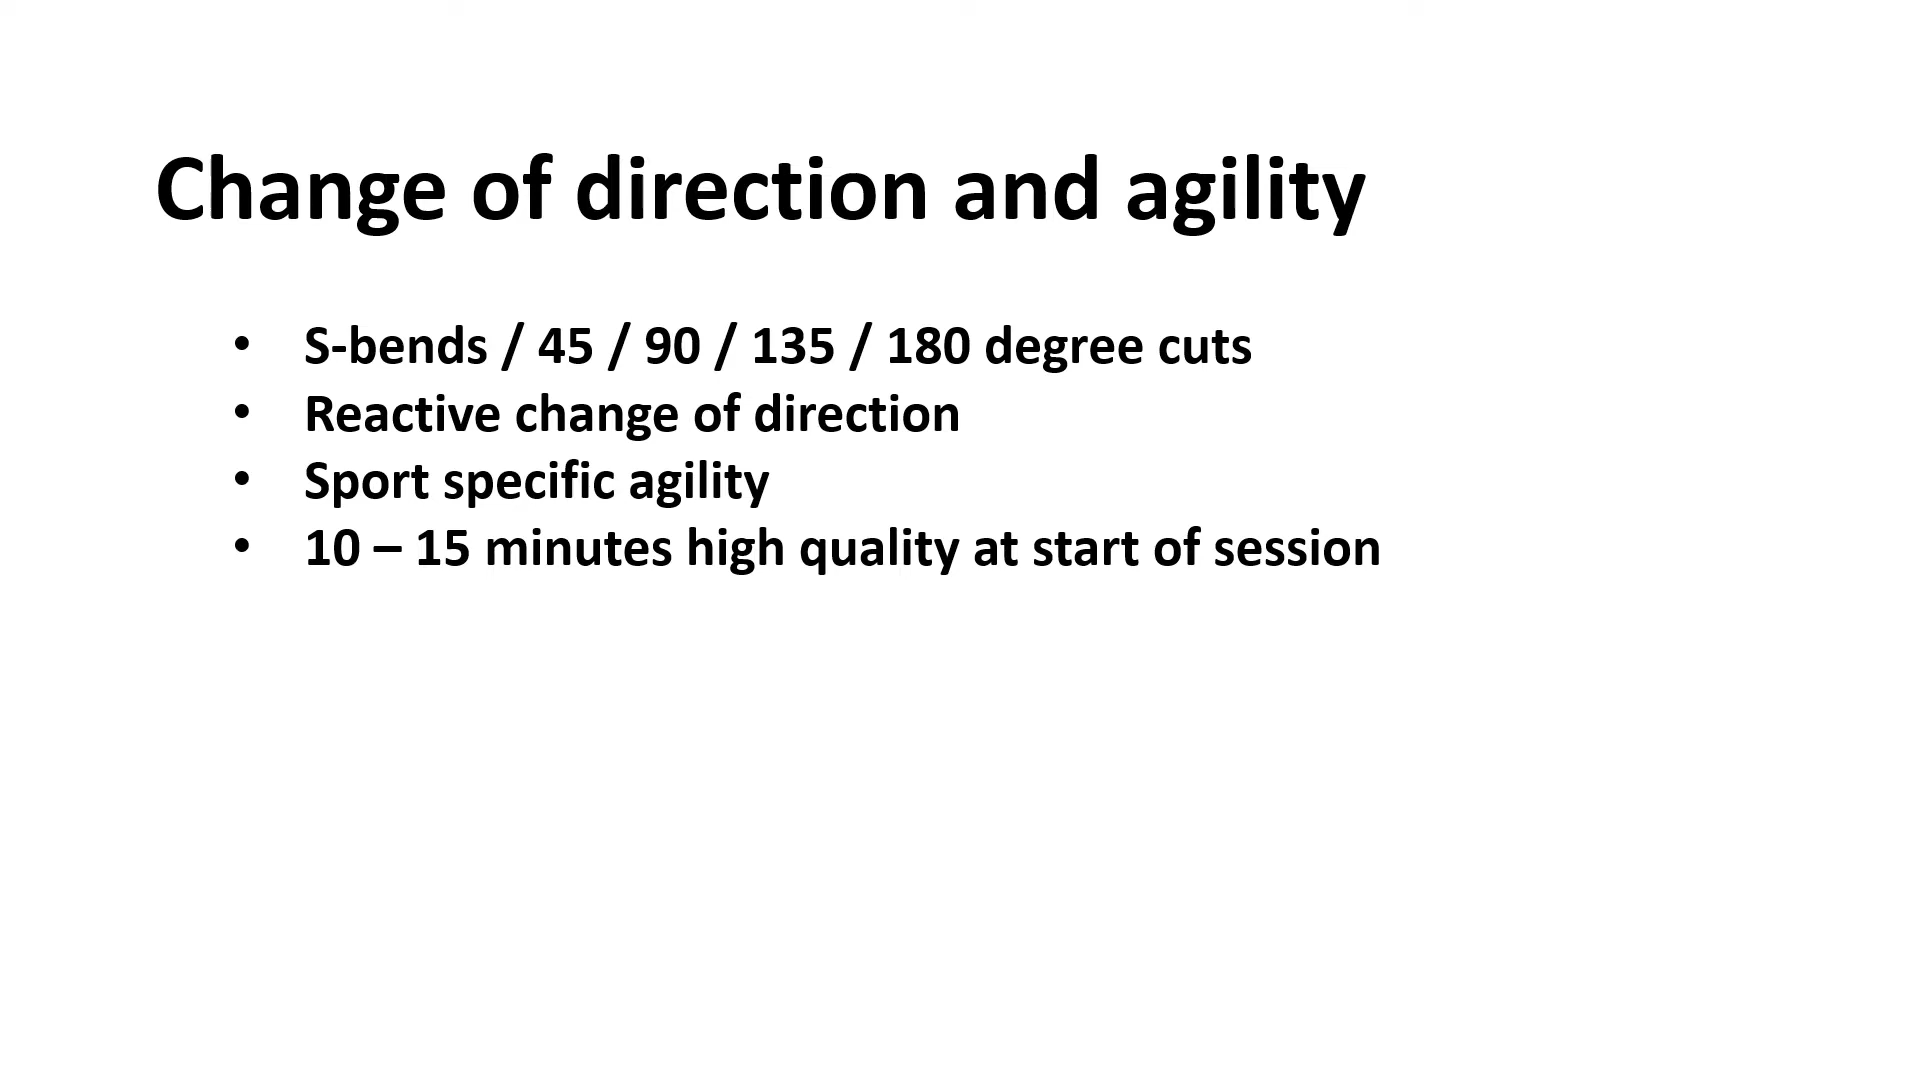 Change of direction and agility
• S-bends / 45 / 90 / 135 / 180 degree cuts
• Reactive change of direction
• Sport specific agility
• 10 – 15 minutes high quality at start of session